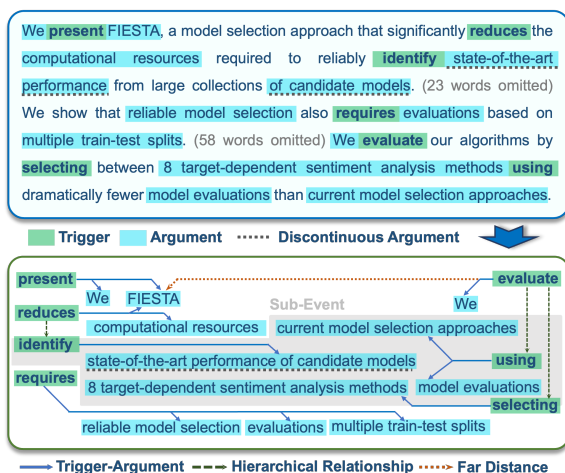 We present FIESTA, a model selection approach that significantly reduces the
computational resources required to reliably identify state-of-the-art
performance from large collections of candidate models. (23 words omitted)
We show that reliable model selection also requires evaluations based on
multiple train-test splits. (58 words omitted) We evaluate our algorithms by
selecting between 8 target-dependent sentiment analysis methods using
dramatically fewer model evaluations than current model selection approaches.
Trigger Argument Discontinuous Argument
present evaluate
We FIESTA We
reduces Sub-Event
computational resources current model selection approaches
identify
state-of-the-art performance of candidate models using
requires
8 target-dependent sentiment analysis methods model evaluations
selecting
reliable model selection evaluations multiple train-test splits
Trigger-Argument Hierarchical Relationship Far Distance